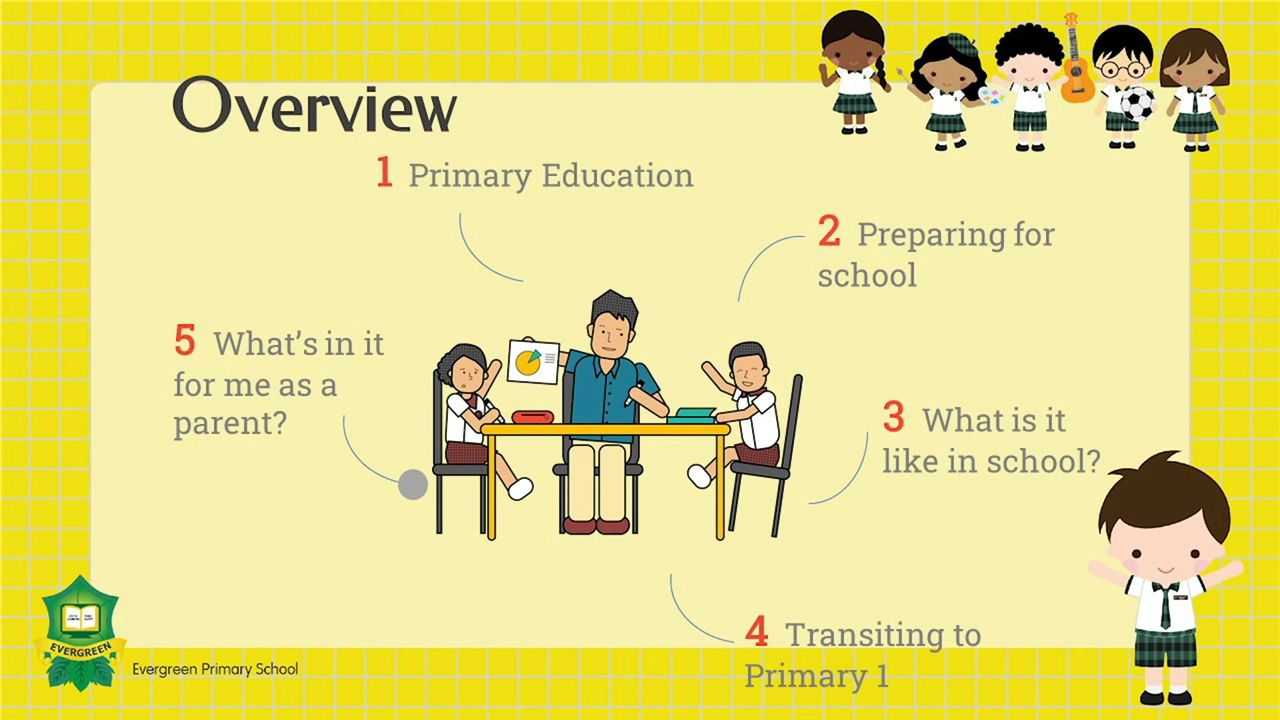 Overview
1 Primary Education
2 Preparing for
school
3 What is it
like in school?
4 Transiting to
Primary 1
5 What’s in it
for me as a
parent?
EVERGREEN
Evergreen Primary School